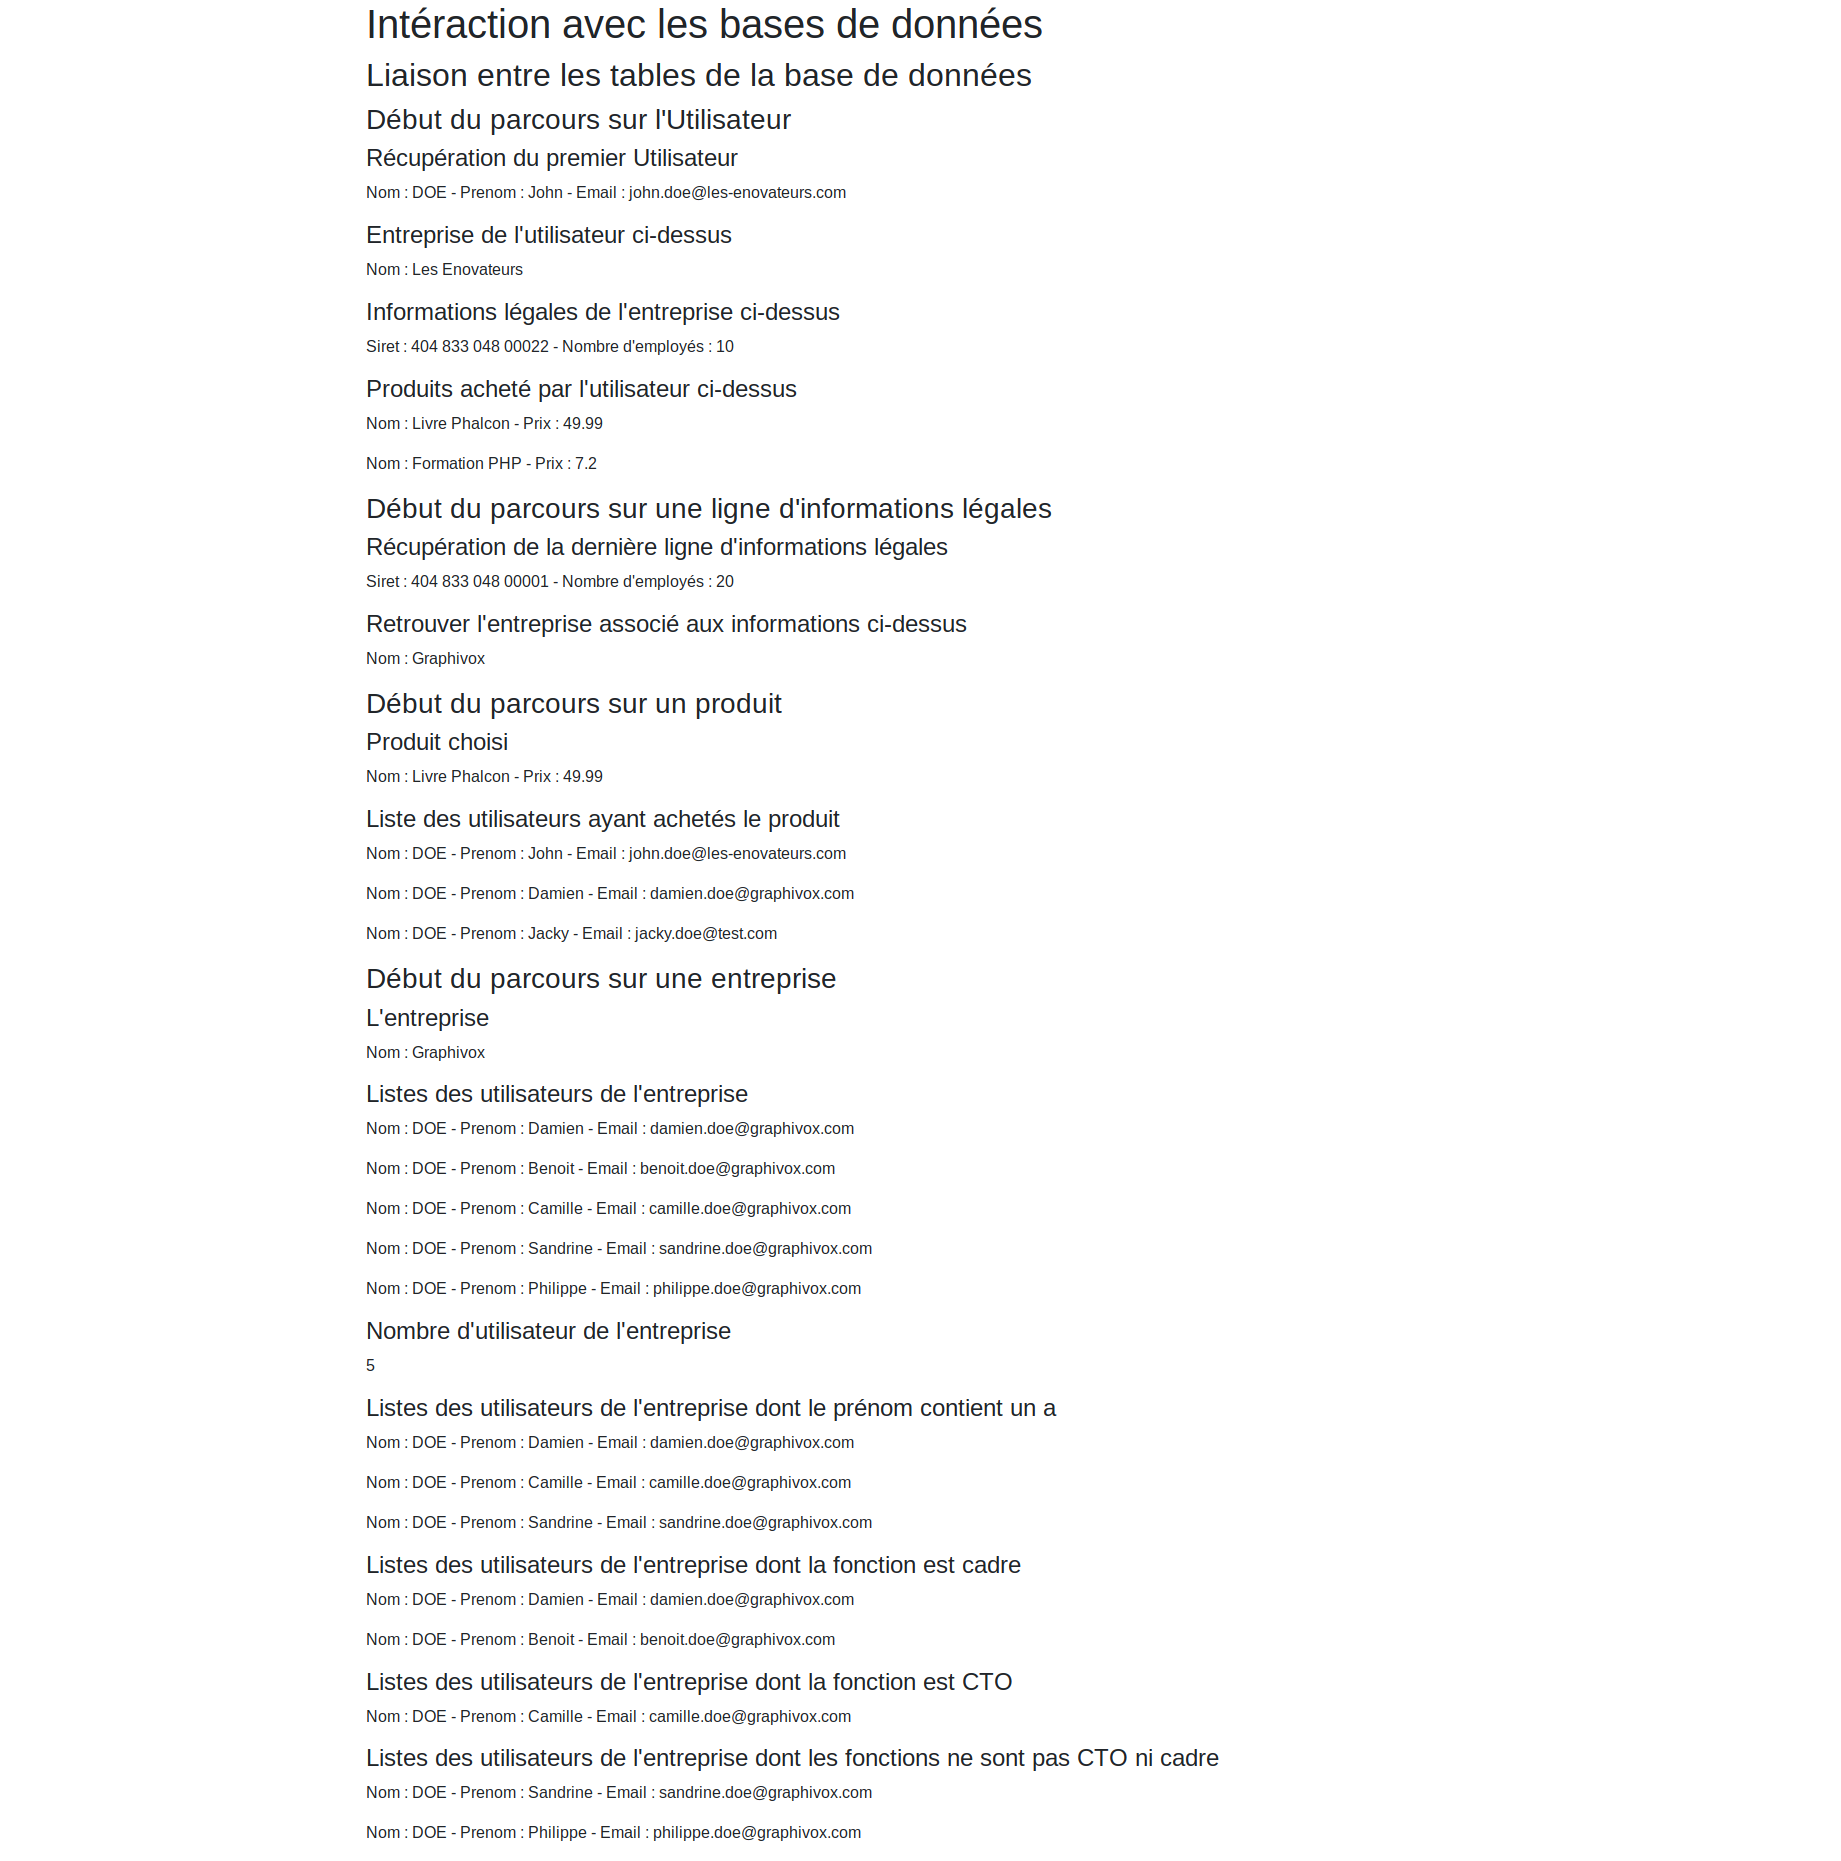 Intéraction avec les bases de données
Liaison entre les tables de la base de données
Début du parcours sur l'Utilisateur
Récupération du premier Utilisateur
Nom : DOE - Prenom : John - Email : john.doe@les-enovateurs.com
Entreprise de l'utilisateur ci-dessus
Nom : Les Enovateurs
Informations légales de l'entreprise ci-dessus
Siret : 404 833 048 00022 - Nombre d'employés : 10
Produits acheté par l'utilisateur ci-dessus
Nom : Livre Phalcon - Prix : 49.99
Nom : Formation PHP - Prix : 7.2
Début du parcours sur une ligne d'informations légales
Récupération de la dernière ligne d'informations légales
Siret : 404 833 048 00001 - Nombre d'employés : 20
Retrouver l'entreprise associé aux informations ci-dessus
Nom : Graphivox
Début du parcours sur un produit
Produit choisi
Nom : Livre Phalcon - Prix : 49.99
Liste des utilisateurs ayant achetés le produit
Nom : DOE - Prenom : John - Email : john.doe@les-enovateurs.com
Nom : DOE - Prenom : Damien - Email : damien.doe@graphivox.com
Nom : DOE - Prenom : Jacky - Email : jacky.doe@test.com
Début du parcours sur une entreprise
L'entreprise
Nom : Graphivox
Listes des utilisateurs de l'entreprise
Nom : DOE - Prenom : Damien - Email : damien.doe@graphivox.com
Nom : DOE - Prenom : Benoit - Email : benoit.doe@graphivox.com
Nom : DOE - Prenom : Camille - Email : camille.doe@graphivox.com
Nom : DOE - Prenom : Sandrine - Email : sandrine.doe@graphivox.com
Nom : DOE - Prenom : Philippe - Email : philippe.doe@graphivox.com
Nombre d'utilisateur de l'entreprise
5
Listes des utilisateurs de l'entreprise dont le prénom contient un a
Nom : DOE - Prenom : Damien - Email : damien.doe@graphivox.com
Nom : DOE - Prenom : Camille - Email : camille.doe@graphivox.com
Nom : DOE - Prenom : Sandrine - Email : sandrine.doe@graphivox.com
Listes des utilisateurs de l'entreprise dont la fonction est cadre
Nom : DOE - Prenom : Damien - Email : damien.doe@graphivox.com
Nom : DOE - Prenom : Benoit - Email : benoit.doe@graphivox.com
Listes des utilisateurs de l'entreprise dont la fonction est CTO
Nom : DOE - Prenom : Camille - Email : camille.doe@graphivox.com
Listes des utilisateurs de l'entreprise dont les fonctions ne sont pas CTO ni cadre
Nom : DOE - Prenom : Sandrine - Email : sandrine.doe@graphivox.com
Nom : DOE - Prenom : Philippe - Email : philippe.doe@graphivox.com